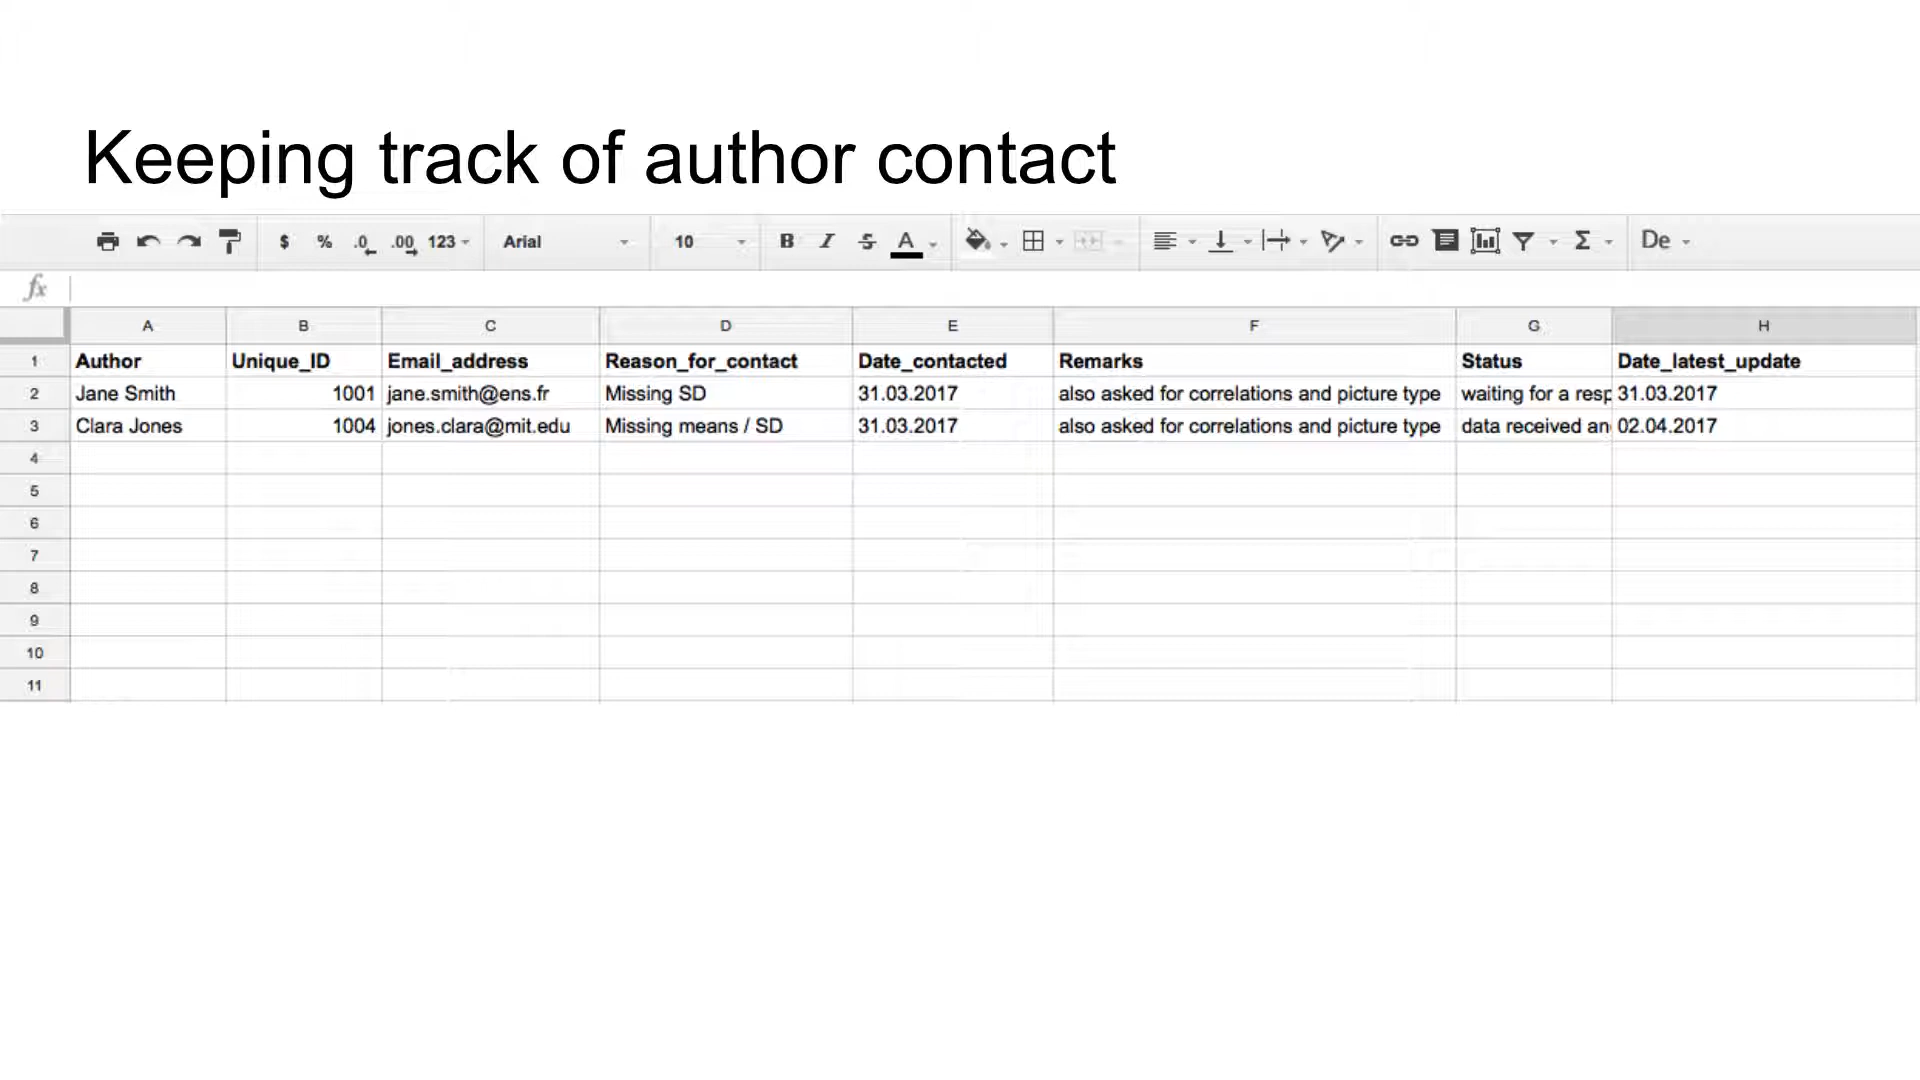 Keeping track of author contact
$ % .0 .00 123 Arial 10 B I S A Σ De
fx
A B C D E F G H
1 Author Unique_ID Email_address Reason_for_contact Date_contacted Remarks Status Date_latest_update
2 Jane Smith 1001 jane.smith@ens.fr Missing SD 31.03.2017 also asked for correlations and picture type waiting for a resp 31.03.2017
3 Clara Jones 1004 jones.clara@mit.edu Missing means / SD 31.03.2017 also asked for correlations and picture type data received an 02.04.2017
4
5
6
7
8
9
10
11